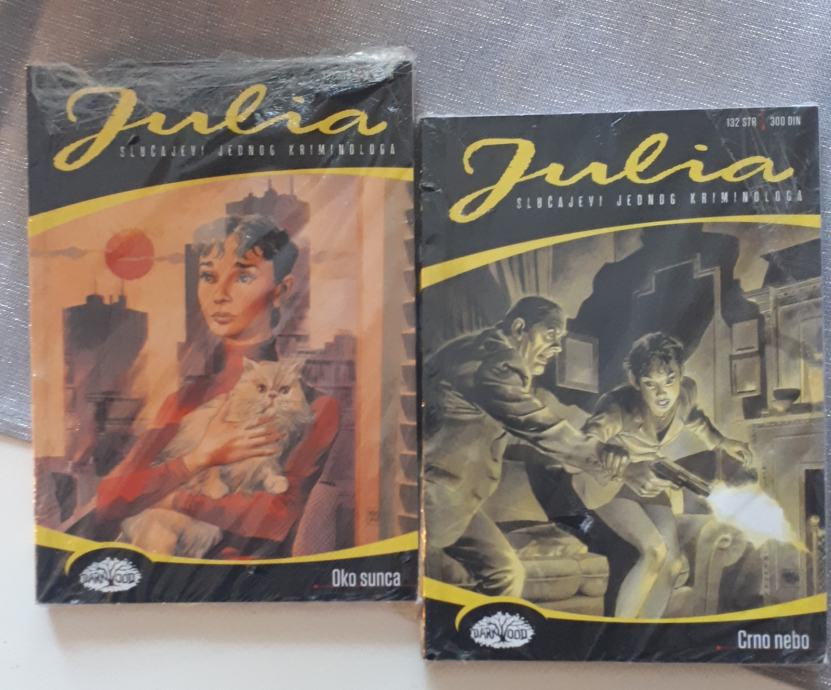 Julia
SLUČAJEVI JEDNOG KRIMINOLOGA
DARKWOOD
Oko sunca
132 STR 300 DIN
Julia
SLUČAJEVI JEDNOG KRIMINOLOGA
DARKWOOD
Crno nebo